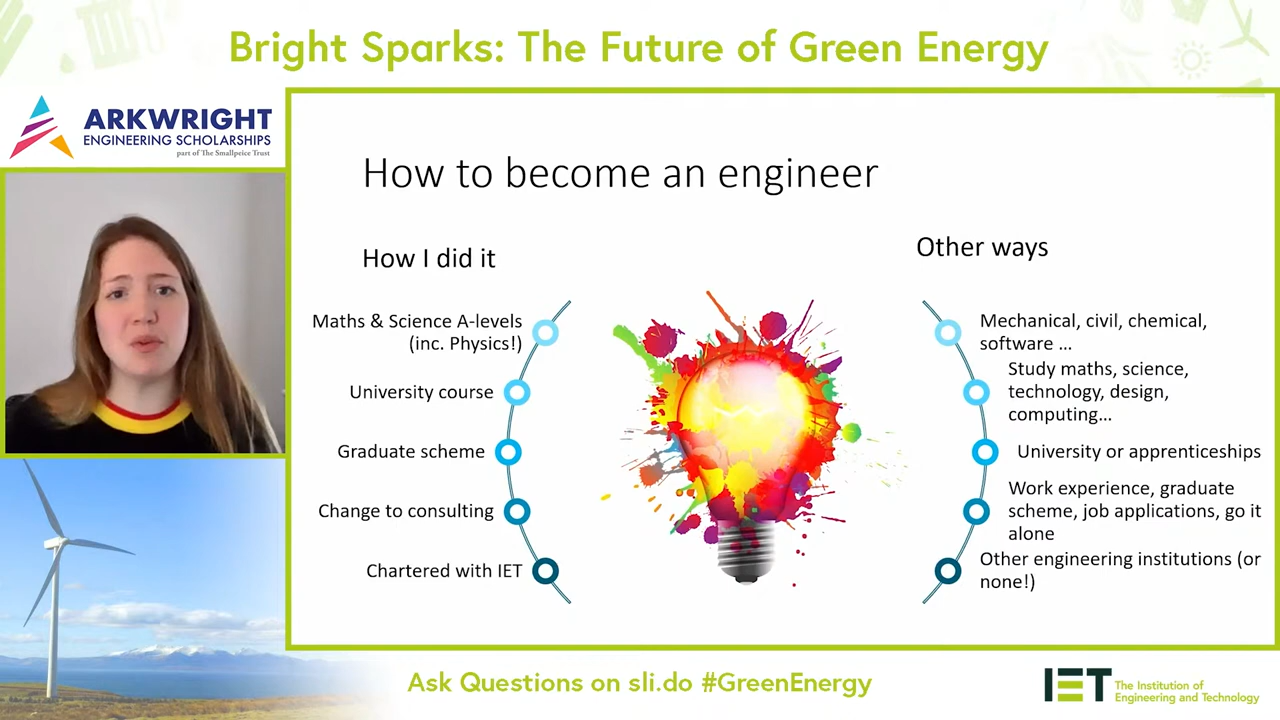 Bright Sparks: The Future of Green Energy
ARKWRIGHT
ENGINEERING SCHOLARSHIPS
part of The Smallpeice Trust
How to become an engineer
How I did it
Maths & Science A-levels
(inc. Physics!)
University course
Graduate scheme
Change to consulting
Chartered with IET
Other ways
Mechanical, civil, chemical,
software ...
Study maths, science,
technology, design,
computing...
University or apprenticeships
Work experience, graduate
scheme, job applications, go it
alone
Other engineering institutions (or
none!)
Ask Questions on sli.do #GreenEnergy
IET
The Institution of
Engineering and Technology